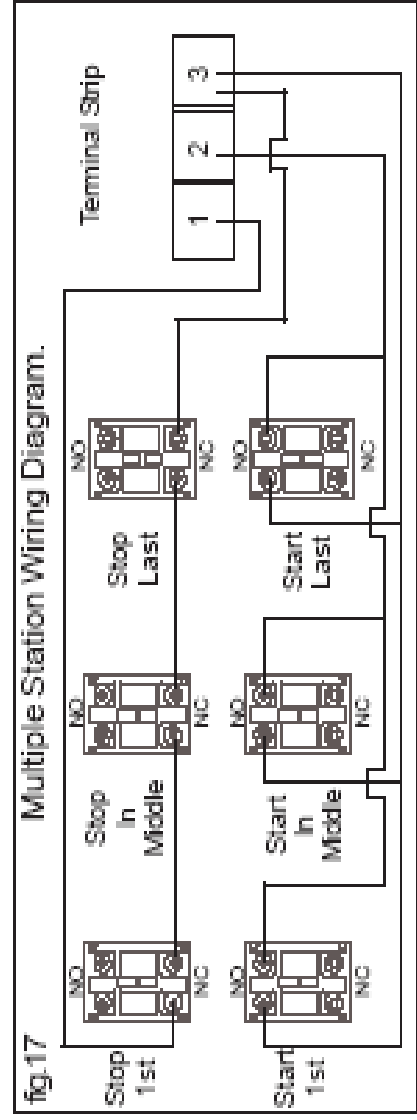 fig.17
Multiple Station Wiring Diagram.
Terminal Strip
1 2 3
NO NO NO
Stop
1st
Stop
In
Middle
Stop
Last
NC NC NC
NO NO NO
Start
1st
Start
In
Middle
Start
Last
NC NC NC